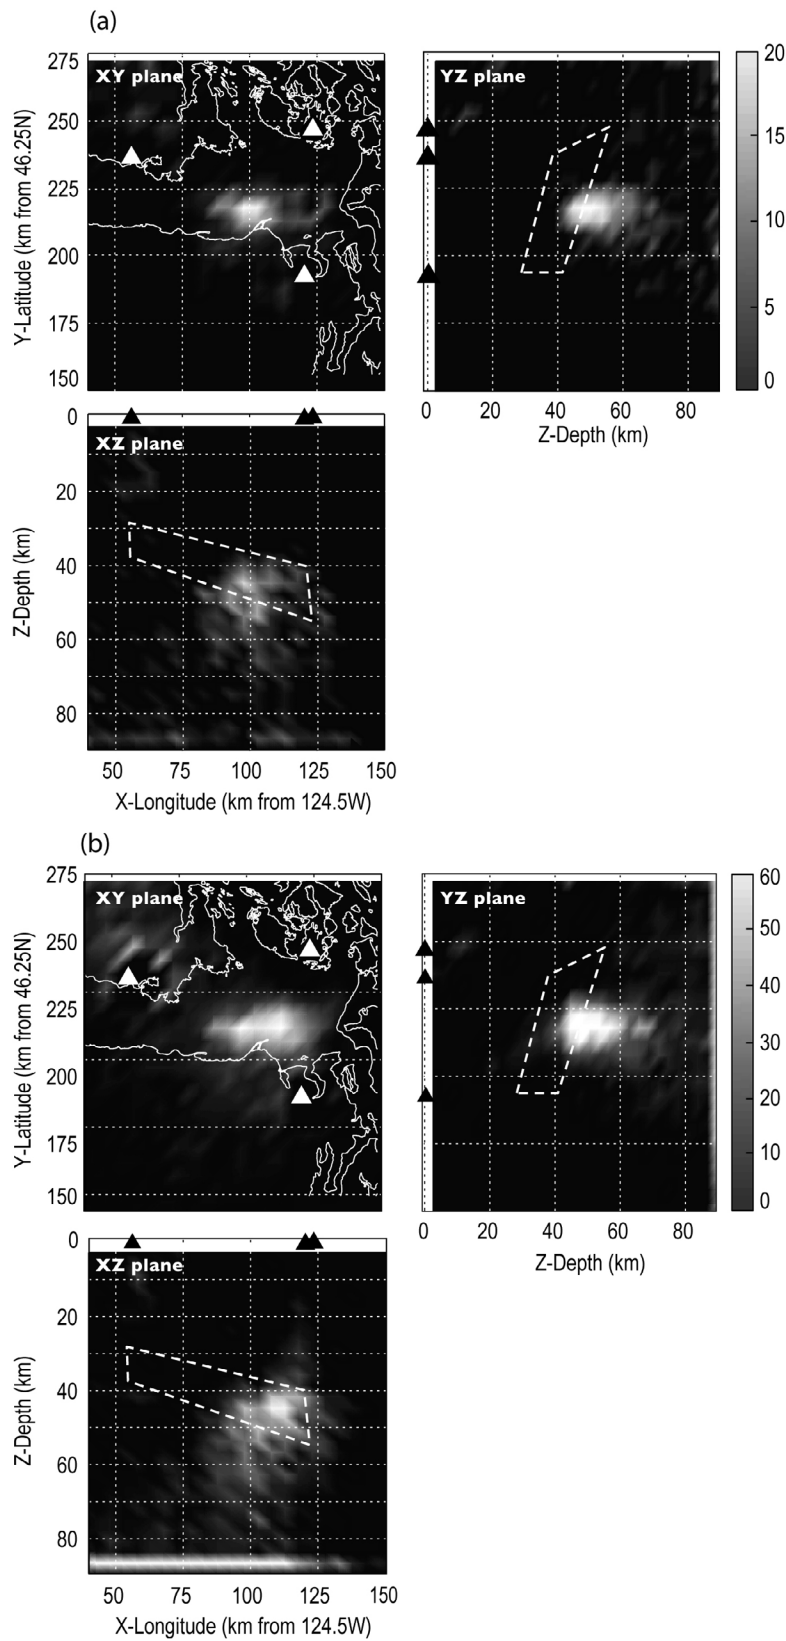 (a)
XY plane
275
250
225
200
175
150
Y-Latitude (km from 46.25N)
YZ plane
0 20 40 60 80
Z-Depth (km)
20
15
10
5
0
XZ plane
0
20
40
60
80
Z-Depth (km)
50 75 100 125 150
X-Longitude (km from 124.5W)
(b)
XY plane
275
250
225
200
175
150
Y-Latitude (km from 46.25N)
YZ plane
0 20 40 60 80
Z-Depth (km)
60
50
40
30
20
10
0
XZ plane
0
20
40
60
80
Z-Depth (km)
50 75 100 125 150
X-Longitude (km from 124.5W)